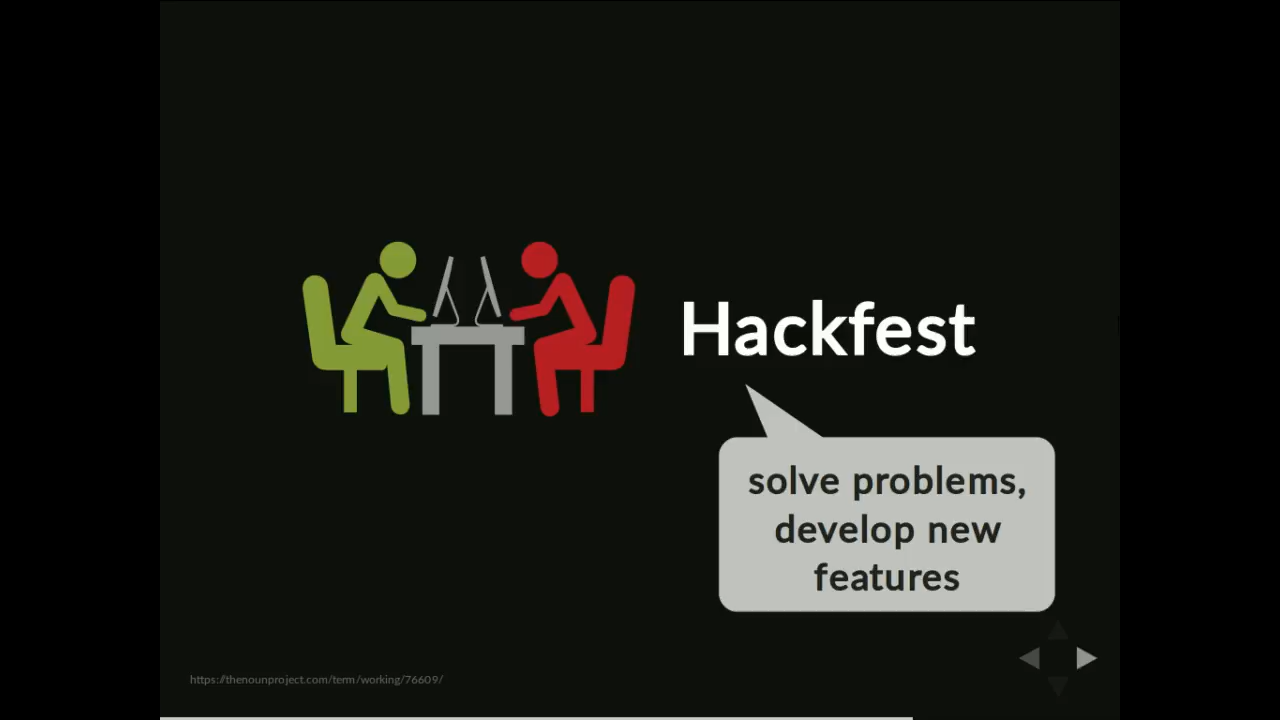 Hackfest
solve problems,
develop new
features
https://thenounproject.com/term/working/76609/